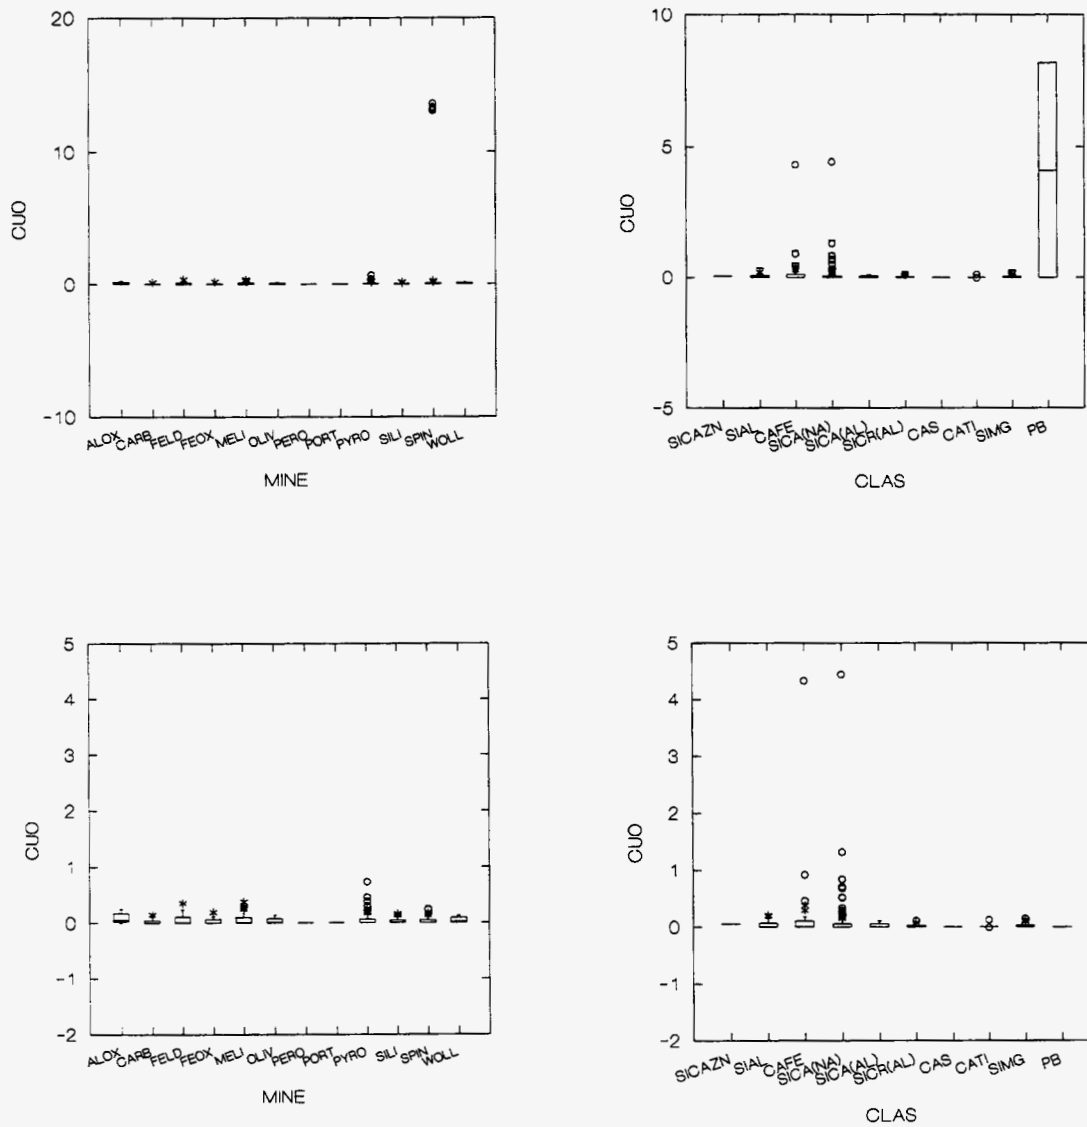 20
10
0
-10
CUO
ALOX CARB FELD FEOX MELI OLIV PERO PORT PYRO SILI SPIN WOLL
MINE
10
5
0
-5
CUO
SICAZN SIAL CAFE SICA(NA) SICA(AL) SICR(AL) CAS CATI SIMG PB
CLAS
5
4
3
2
1
0
-1
-2
CUO
ALOX CARB FELD FEOX MELI OLIV PERO PORT PYRO SILI SPIN WOLL
MINE
5
4
3
2
1
0
-1
-2
CUO
SICAZN SIAL CAFE SICA(NA) SICA(AL) SICR(AL) CAS CATI SIMG PB
CLAS